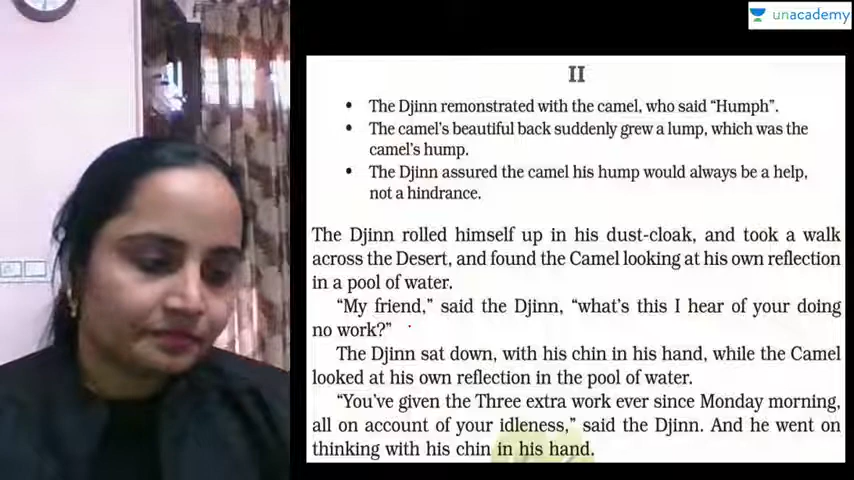 unacademy
II
• The Djinn remonstrated with the camel, who said “Humph”.
• The camel’s beautiful back suddenly grew a lump, which was the
camel’s hump.
• The Djinn assured the camel his hump would always be a help,
not a hindrance.
The Djinn rolled himself up in his dust-cloak, and took a walk
across the Desert, and found the Camel looking at his own reflection
in a pool of water.
“My friend,” said the Djinn, “what’s this I hear of your doing
no work?”
The Djinn sat down, with his chin in his hand, while the Camel
looked at his own reflection in the pool of water.
“You’ve given the Three extra work ever since Monday morning,
all on account of your idleness,” said the Djinn. And he went on
thinking with his chin in his hand.